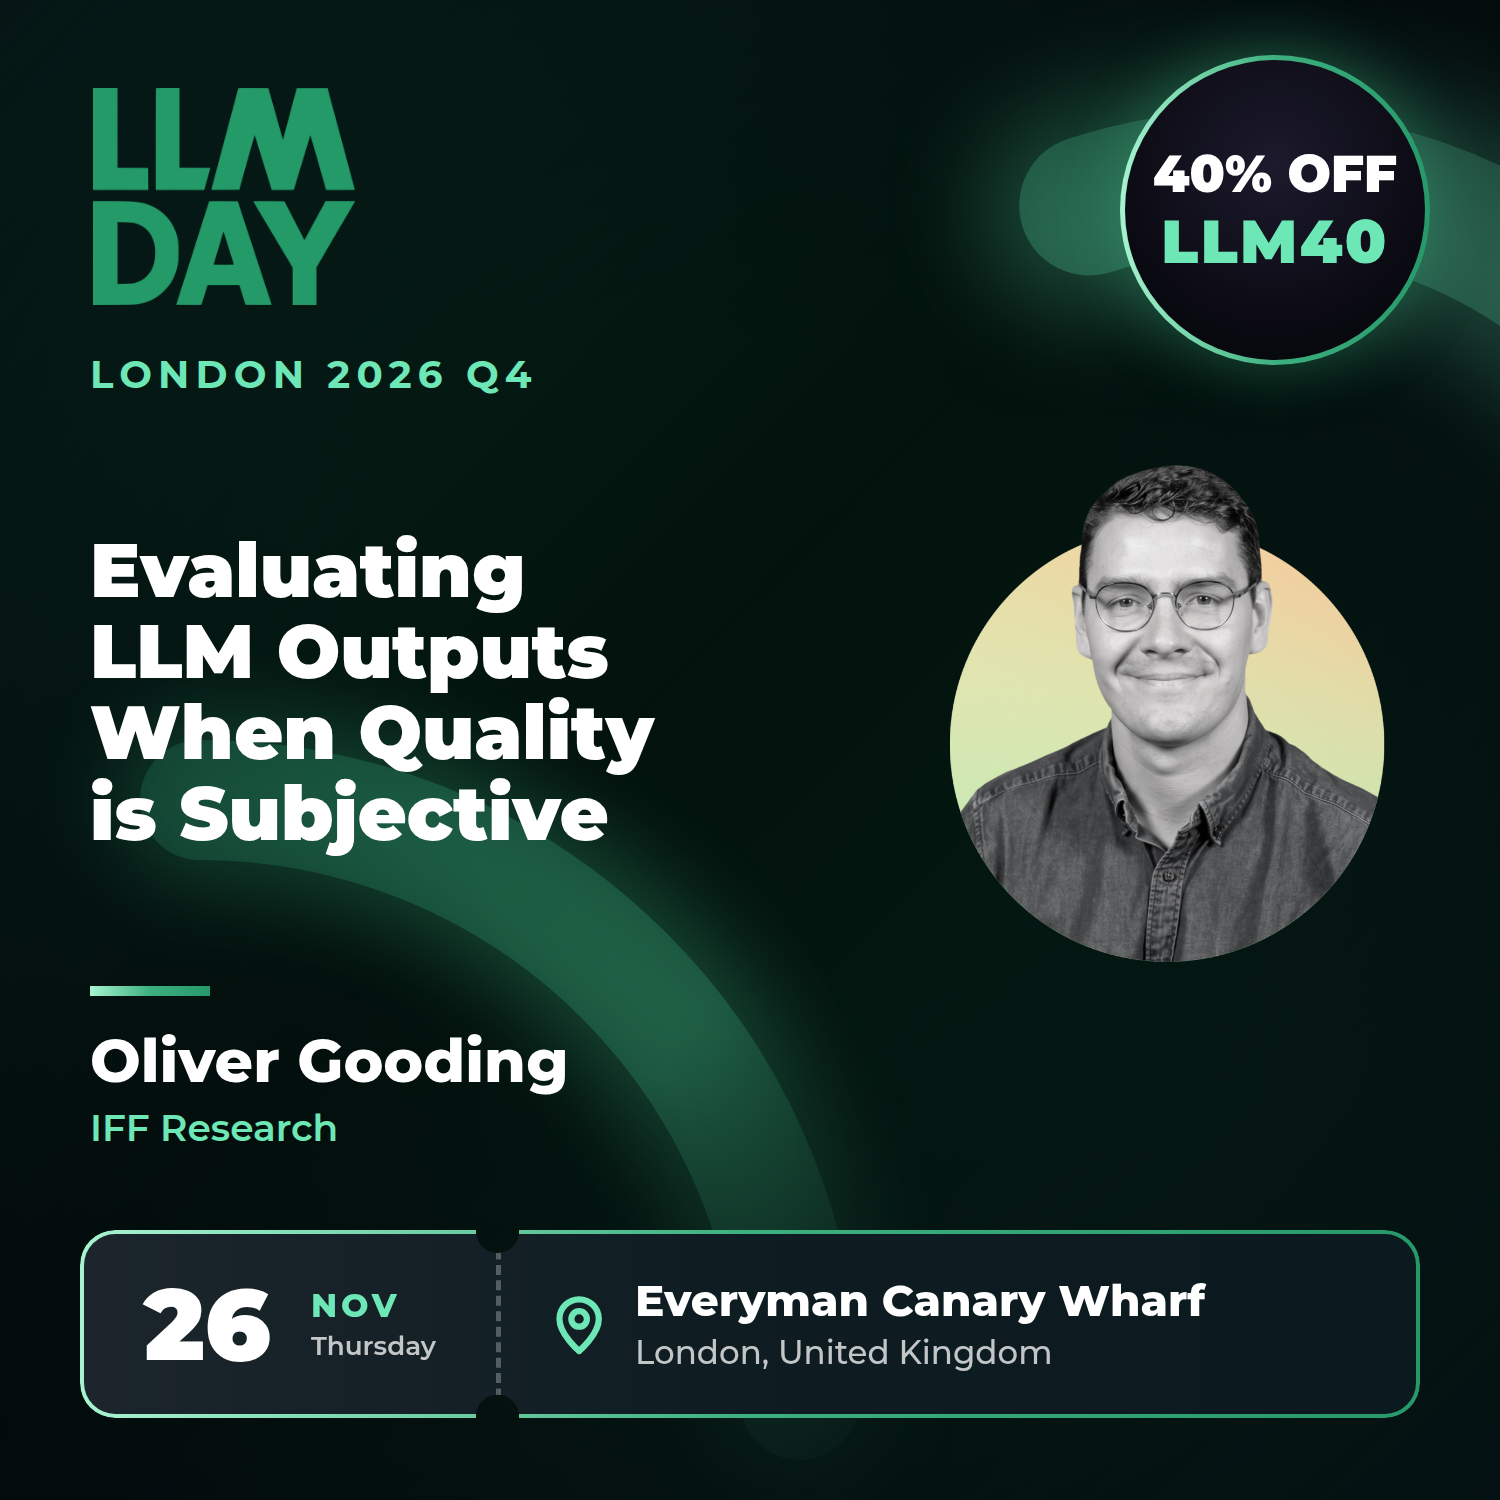 LLM
DAY
LONDON 2026 Q4
40% OFF
LLM40
Evaluating
LLM Outputs
When Quality
is Subjective
Oliver Gooding
IFF Research
26
NOV
Thursday
Everyman Canary Wharf
London, United Kingdom